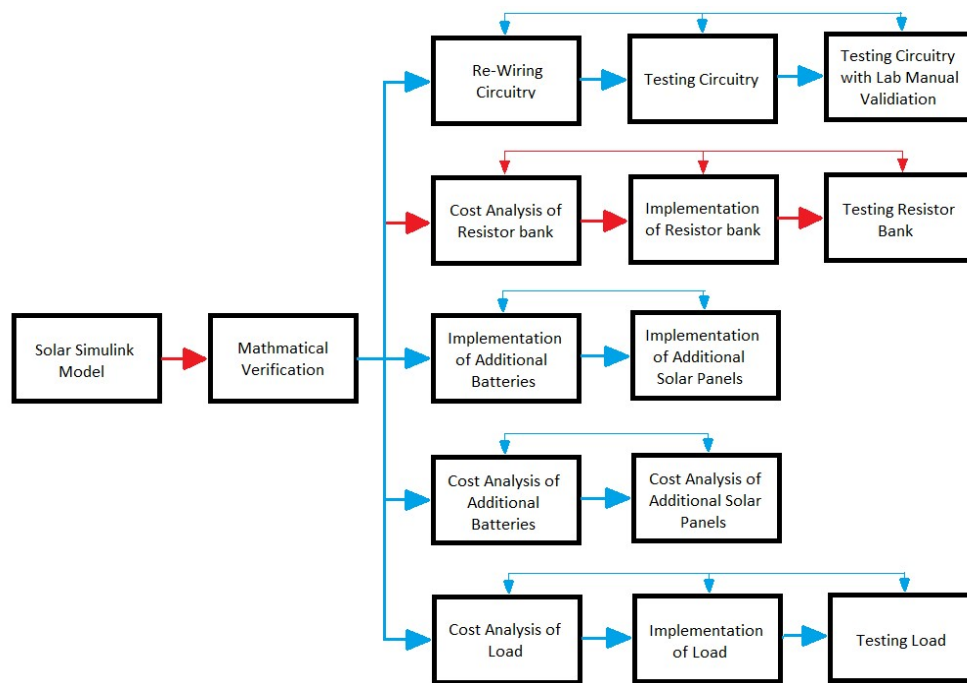 Re-Wiring
Circuitry
Testing Circuitry
Testing Circuitry
with Lab Manual
Validiation
Cost Analysis of
Resistor bank
Implementation
of Resistor bank
Testing Resistor
Bank
Solar Simulink
Model
Mathmatical
Verification
Implementation
of Additional
Batteries
Implementation
of Additional
Solar Panels
Cost Analysis of
Additional
Batteries
Cost Analysis of
Additional Solar
Panels
Cost Analysis of
Load
Implementation
of Load
Testing Load